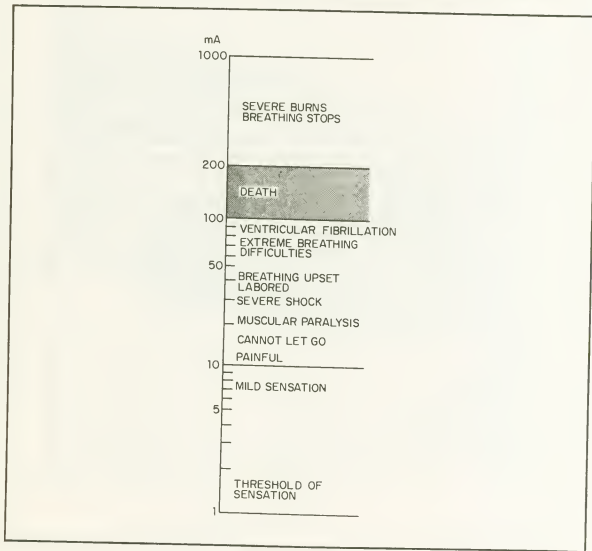 mA
1000
SEVERE BURNS
BREATHING STOPS
200
DEATH
100
VENTRICULAR FIBRILLATION
EXTREME BREATHING
DIFFICULTIES
50
BREATHING UPSET
LABORED
SEVERE SHOCK
MUSCULAR PARALYSIS
CANNOT LET GO
PAINFUL
10
MILD SENSATION
5
THRESHOLD OF
SENSATION
1